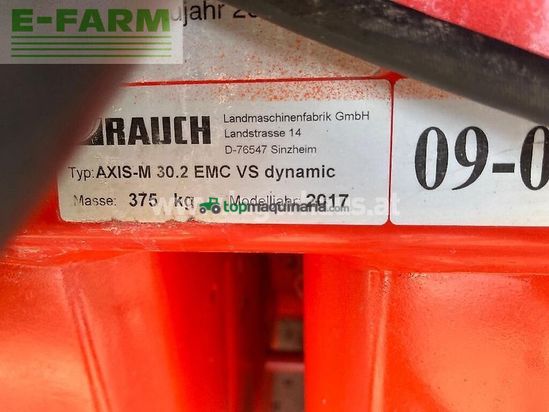 E-FARM
ujahr 20
RAUCH
Landmaschinenfabrik GmbH
Landstrasse 14
D-76547 Sinzheim
Typ: AXIS-M 30.2 EMC VS dynamic
Masse: 375 kg Modelljahr: 2017
topmaquinaria.com
09-0